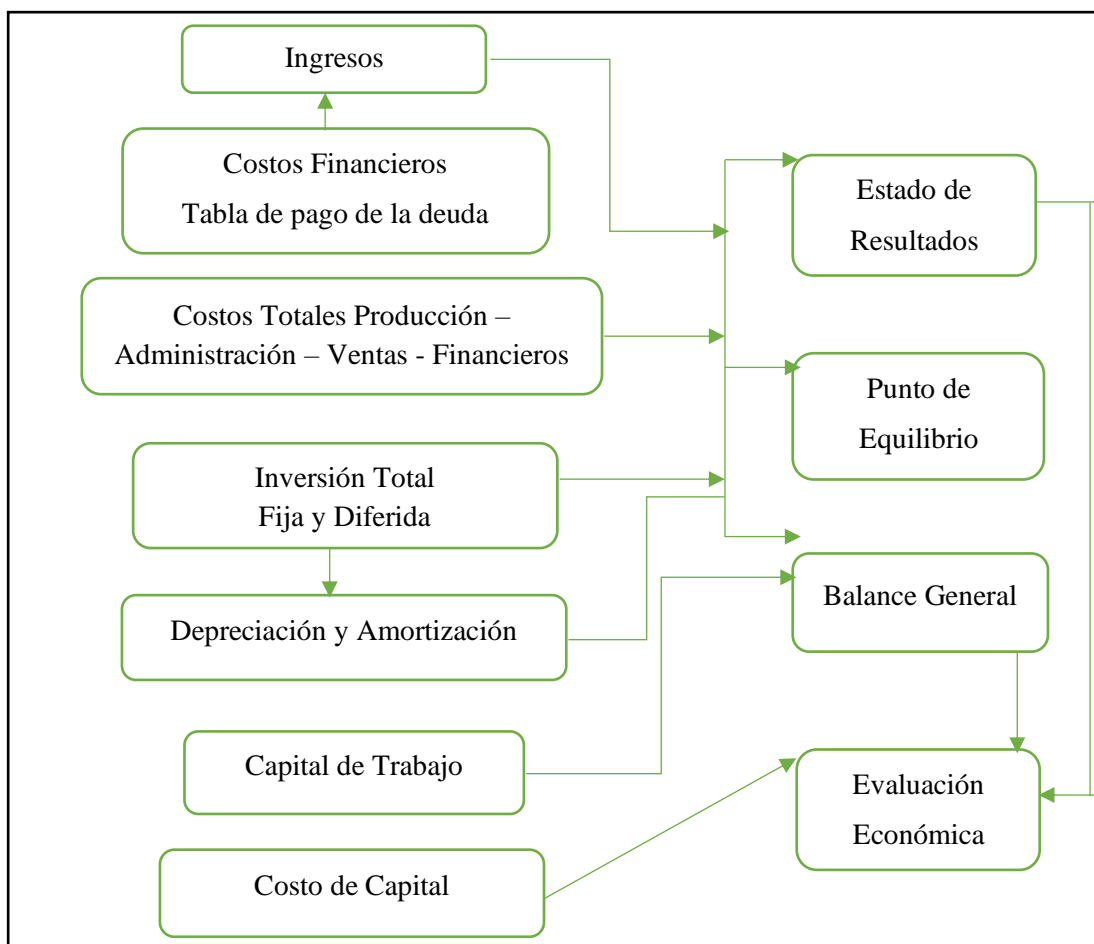 Ingresos
Costos Financieros
Tabla de pago de la deuda
Costos Totales Producción –
Administración – Ventas - Financieros
Inversión Total
Fija y Diferida
Depreciación y Amortización
Capital de Trabajo
Costo de Capital
Estado de
Resultados
Punto de
Equilibrio
Balance General
Evaluación
Económica